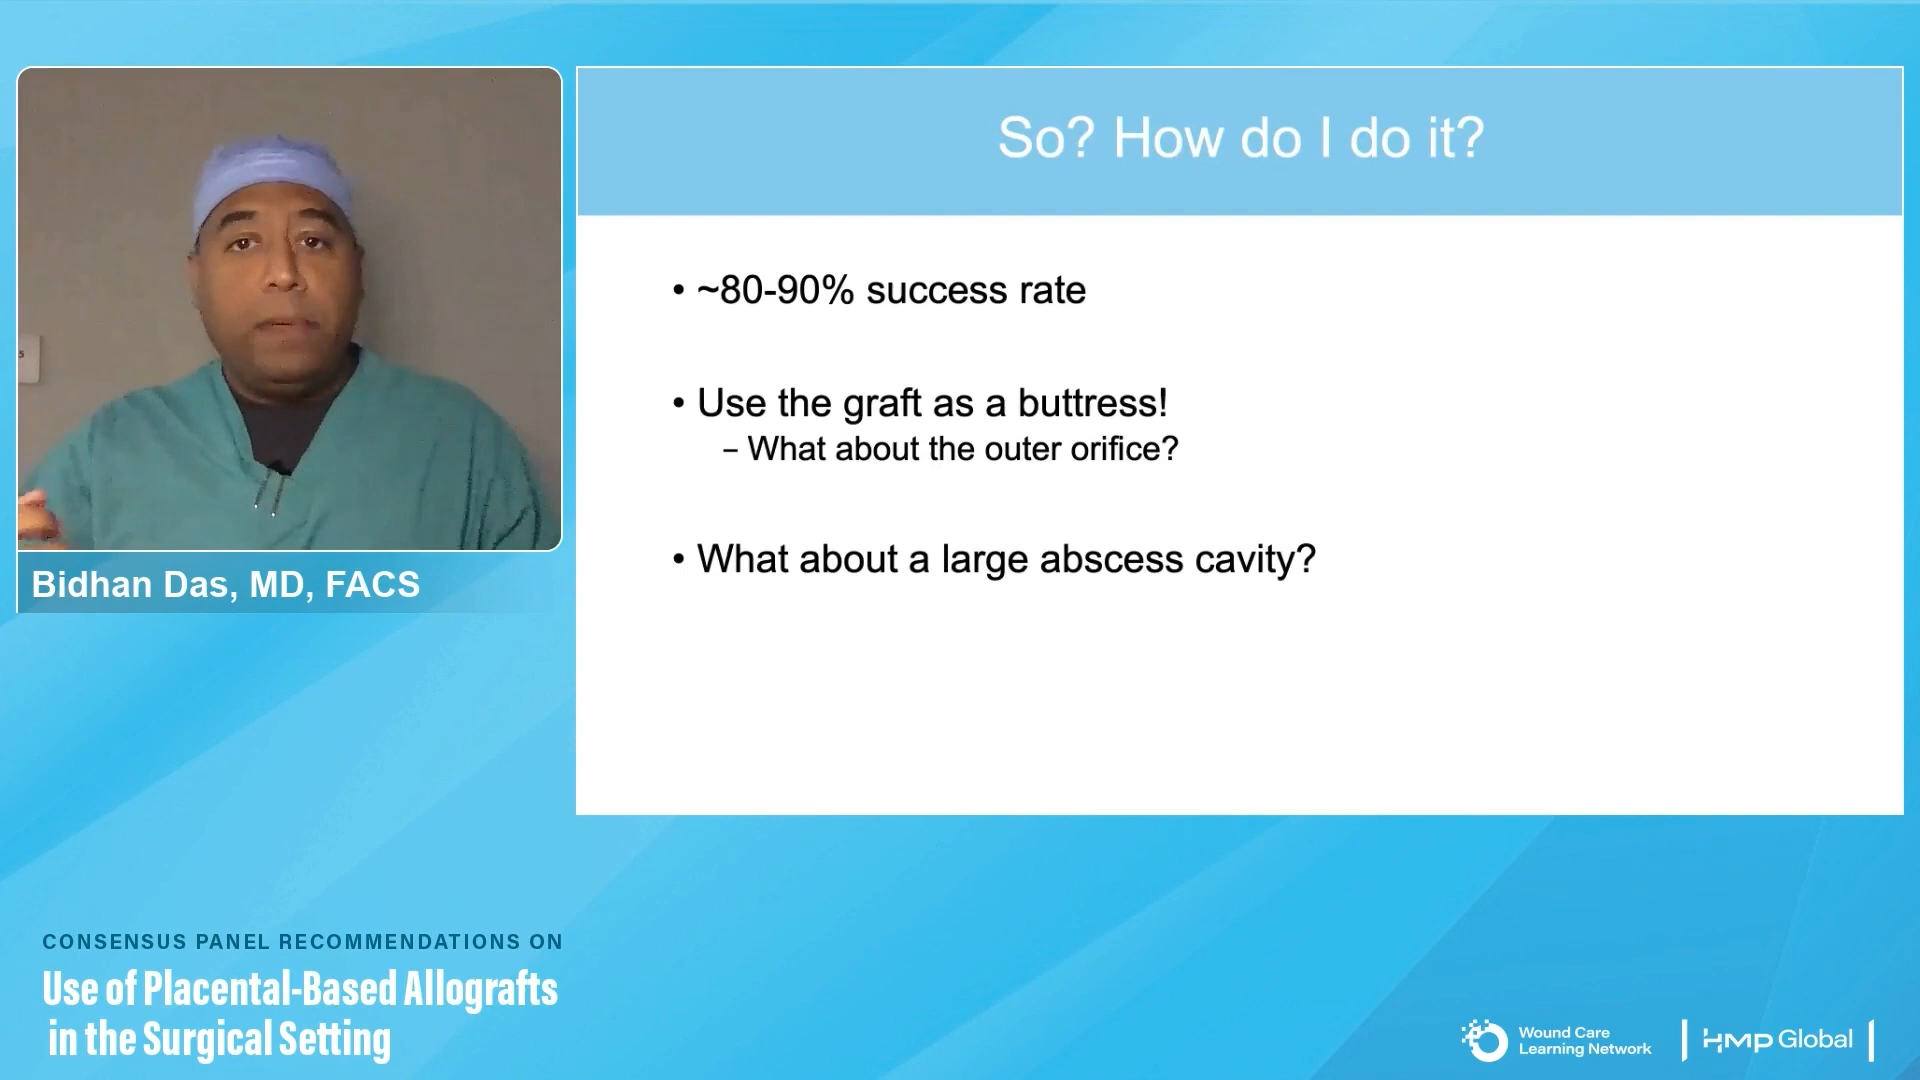 So? How do I do it?
• ~80-90% success rate
• Use the graft as a buttress!
– What about the outer orifice?
• What about a large abscess cavity?
5
Bidhan Das, MD, FACS
CONSENSUS PANEL RECOMMENDATIONS ON
Use of Placental-Based Allografts
in the Surgical Setting
Wound Care
Learning Network
HMP Global